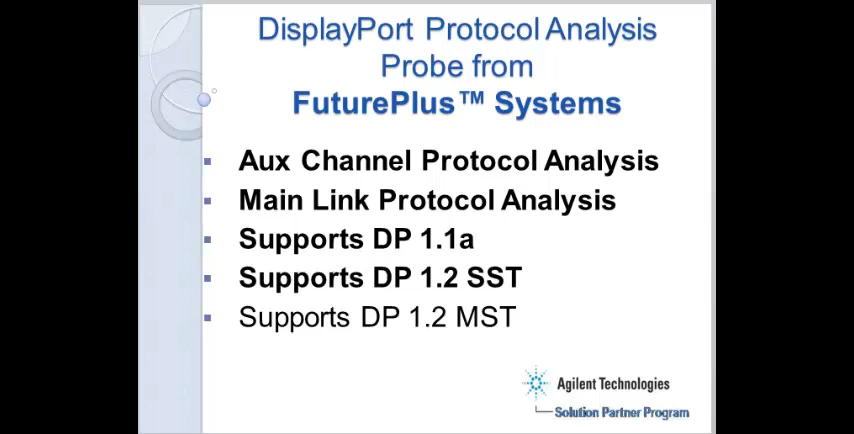 DisplayPort Protocol Analysis
Probe from
FuturePlus™ Systems
▪ Aux Channel Protocol Analysis
▪ Main Link Protocol Analysis
▪ Supports DP 1.1a
▪ Supports DP 1.2 SST
▪ Supports DP 1.2 MST
Agilent Technologies
Solution Partner Program